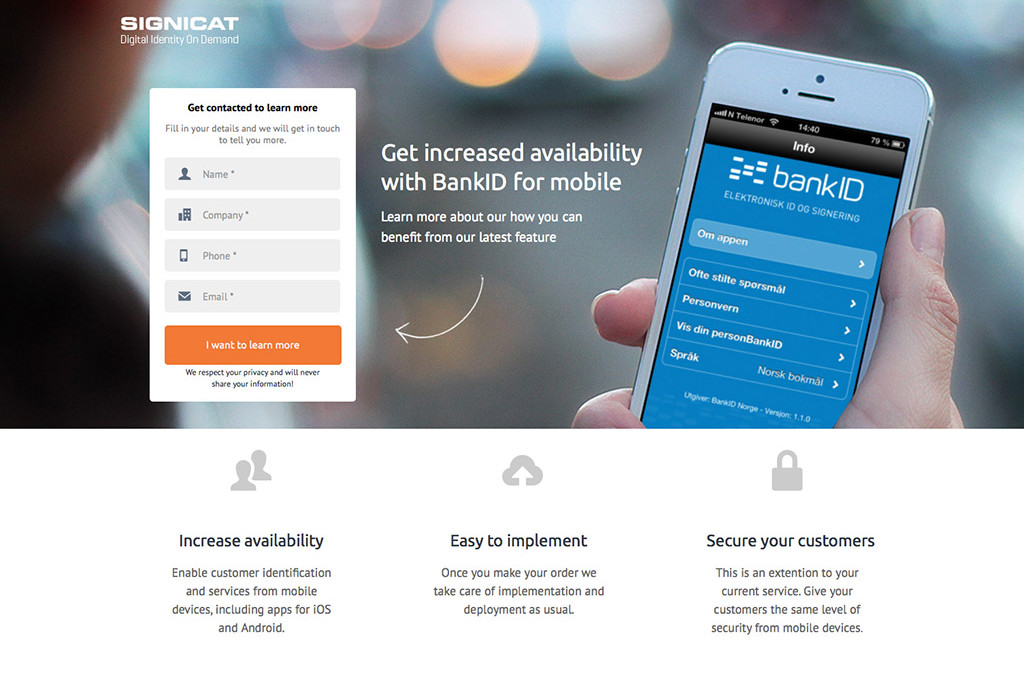 SIGNICAT
Digital Identity On Demand
Get contacted to learn more
Fill in your details and we will get in touch
to tell you more.
Name *
Company *
Phone *
Email *
I want to learn more
We respect your privacy and will never
share your information!
Get increased availability
with BankID for mobile
Learn more about our how you can
benefit from our latest feature
N Telenor 14:40 79 %
Info
bankID
ELEKTRONISK ID OG SIGNERING
Om appen
Ofte stilte spørsmål
Personvern
Vis din personBankID
Språk Norsk bokmål
Utgiver: BankID Norge - Versjon: 1.1.0
Increase availability
Enable customer identification
and services from mobile
devices, including apps for iOS
and Android.
Easy to implement
Once you make your order we
take care of implementation and
deployment as usual.
Secure your customers
This is an extention to your
current service. Give your
customers the same level of
security from mobile devices.